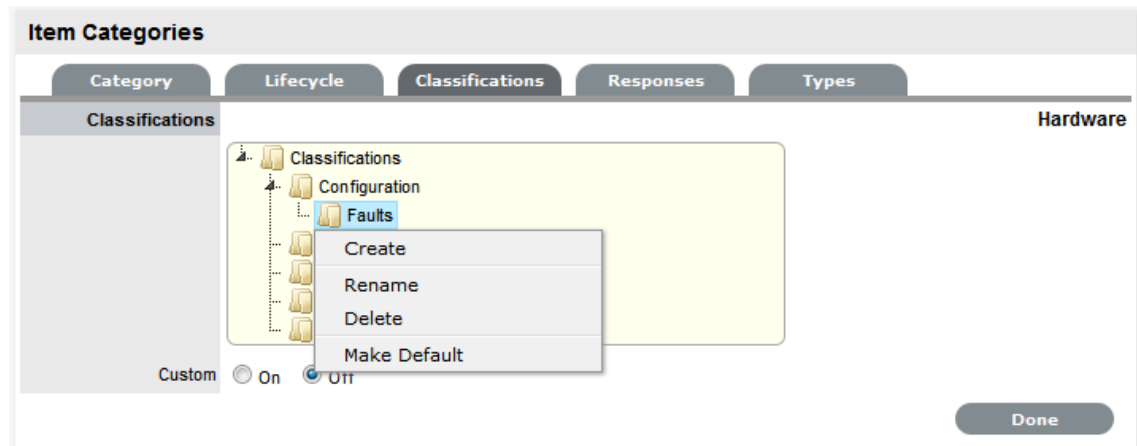 Item Categories
Category Lifecycle Classifications Responses Types
Classifications Hardware
Classifications
Configuration
Faults
Create
Rename
Delete
Make Default
Custom On Off
Done